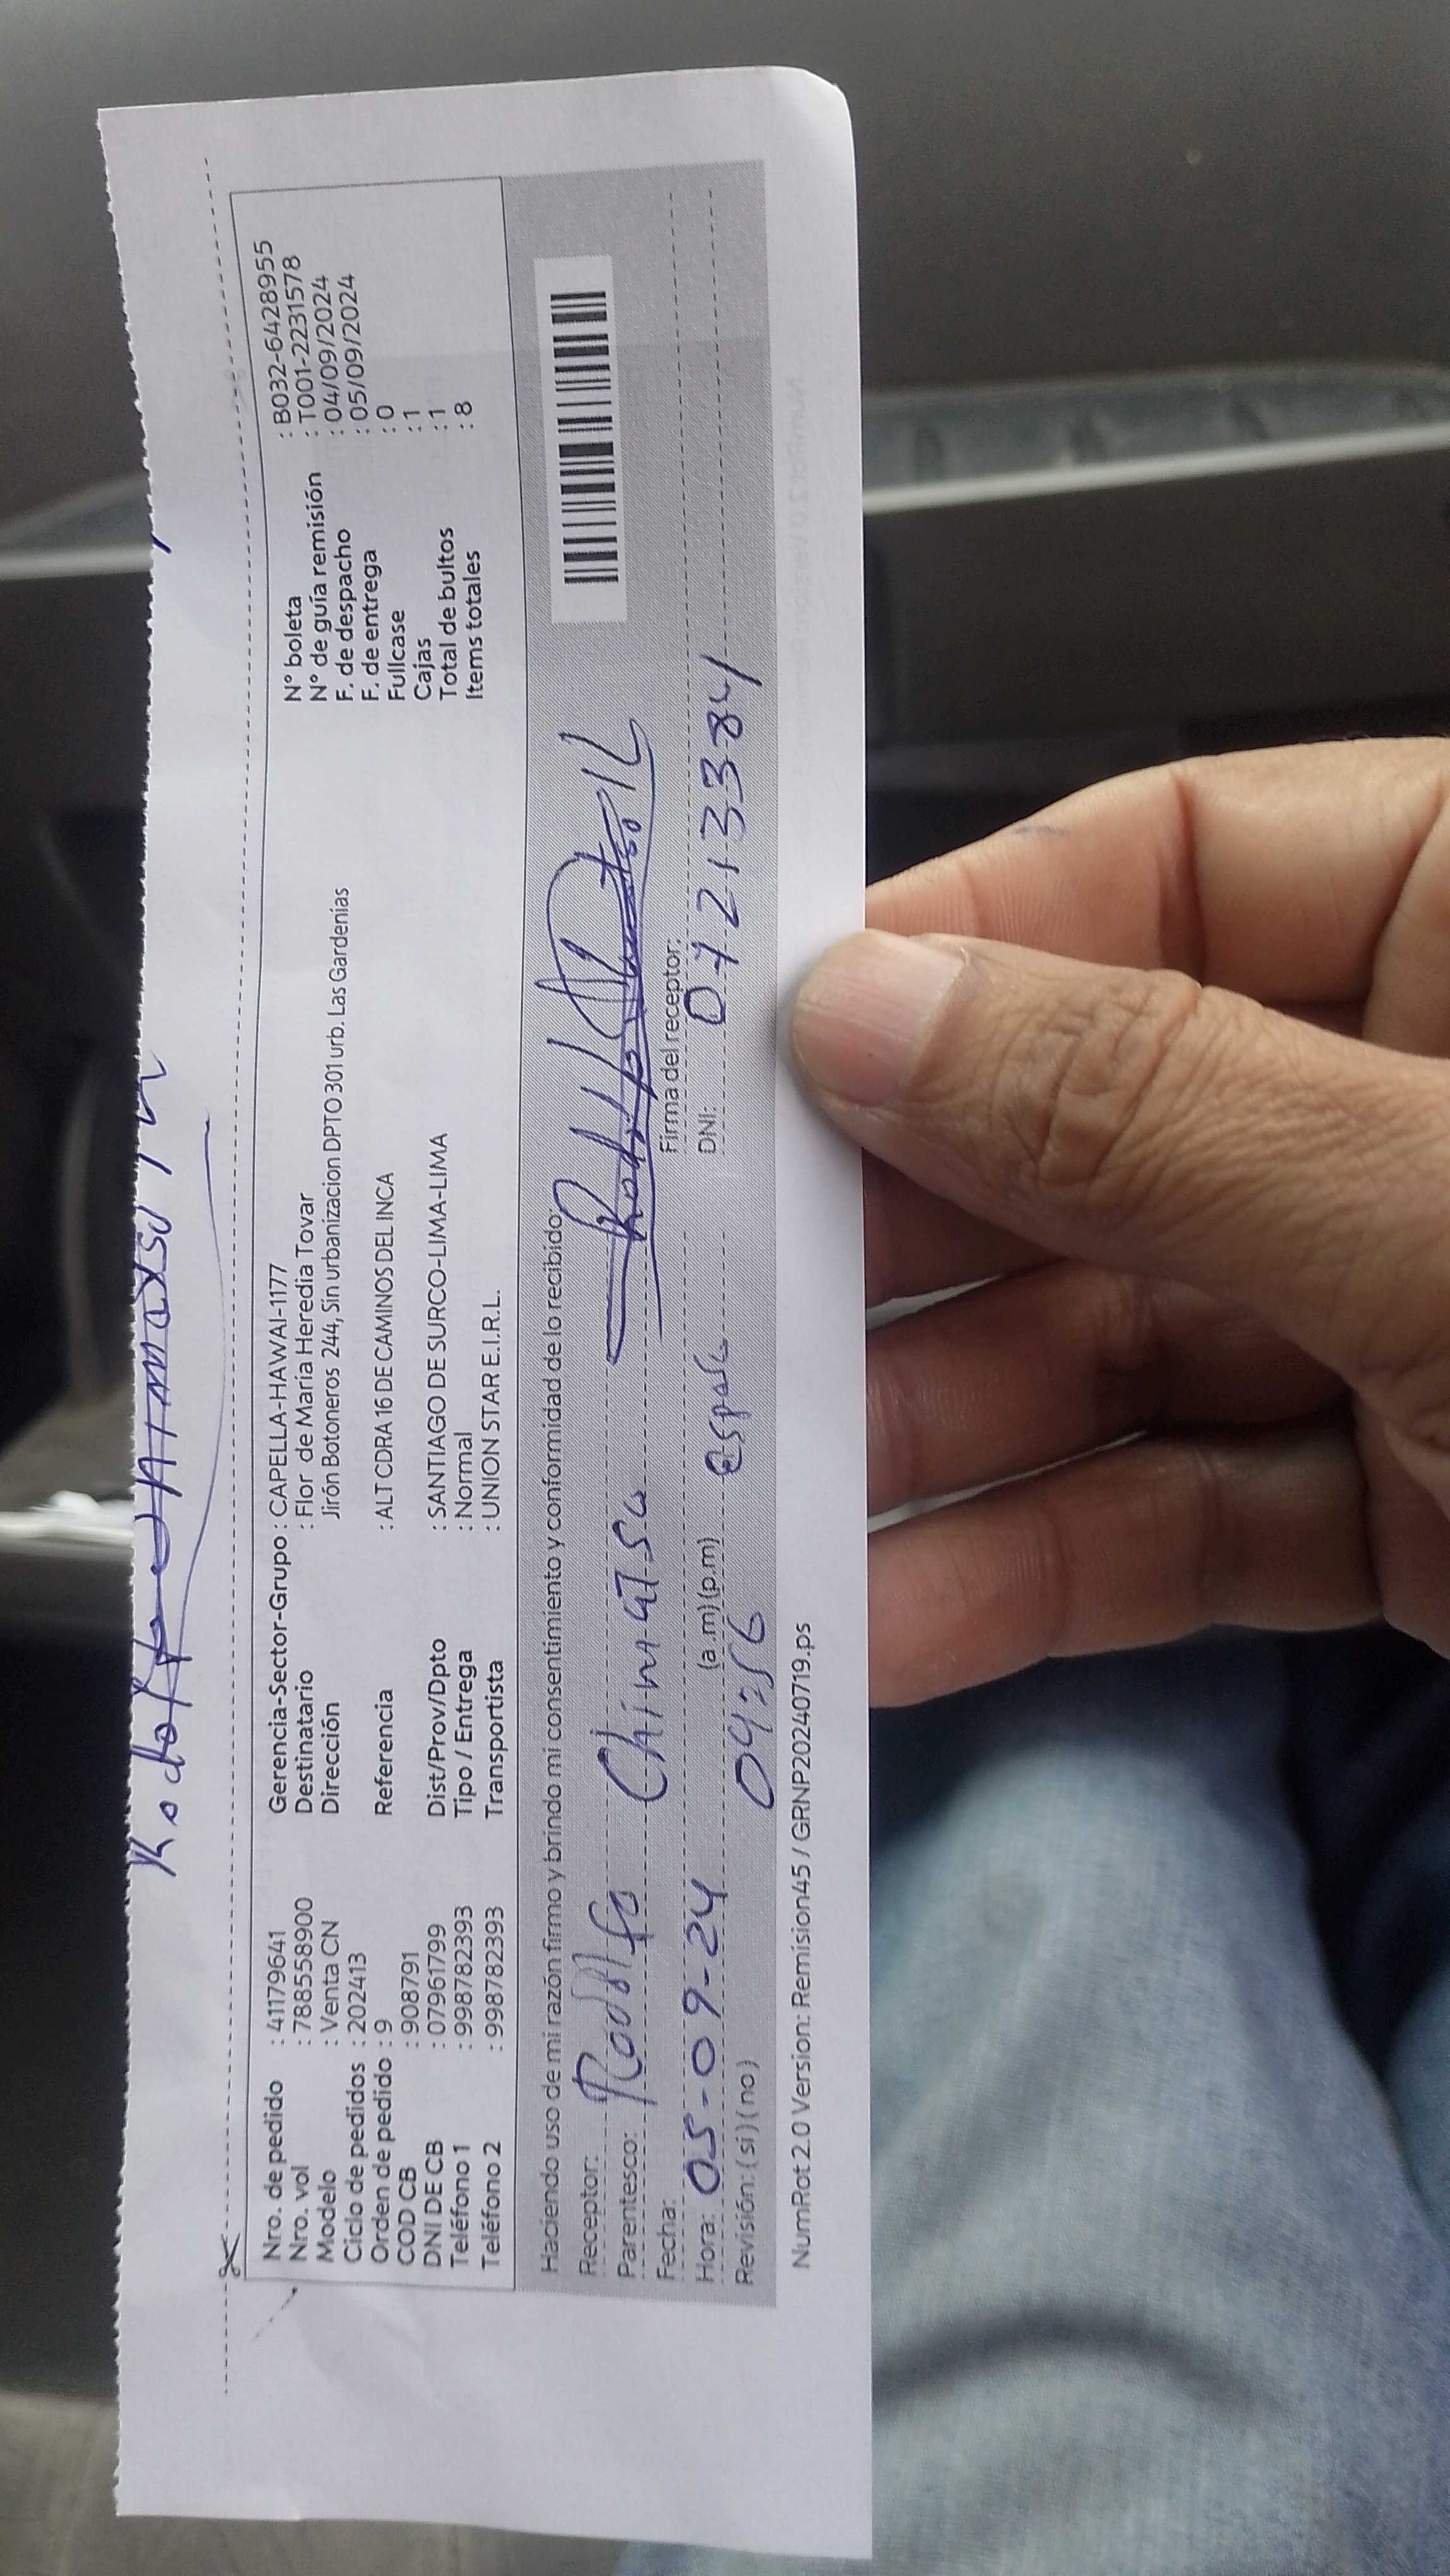 Rodolfo
Nro. de pedido : 41179641 Gerencia-Sector-Grupo : CAPELLA-HAWAI-1177 N° boleta : B032-6428955
Nro. vol : 7885558900 Destinatario : Flor de María Heredia Tovar N° de guía remisión : T001-2231578
Modelo : Venta CN Dirección Jirón Botoneros 244, Sin urbanizacion DPTO 301 urb. Las Gardenias F. de despacho : 04/09/2024
Ciclo de pedidos : 202413 F. de entrega : 05/09/2024
Orden de pedido : 9 Referencia : ALT CDRA 16 DE CAMINOS DEL INCA Fullcase : 0
COD CB : 908791 Cajas : 1
DNI DE CB : 07961799 Dist/Prov/Dpto : SANTIAGO DE SURCO-LIMA-LIMA Total de bultos : 1
Teléfono 1 : 998782393 Tipo / Entrega : Normal Items totales : 8
Teléfono 2 : 998782393 Transportista : UNION STAR E.I.R.L.
Haciendo uso de mi razón firmo y brindo mi consentimiento y conformidad de lo recibido:
Receptor: Rodolfo Chimaysa
Parentesco:
Fecha: Firma del receptor:
Hora: 05-09-24 (a.m)(p.m) DNI: 07213384
Revisión: (si) (no) 09:56
NumRot 2.0 Version: Remision45 / GRNP20240719.ps